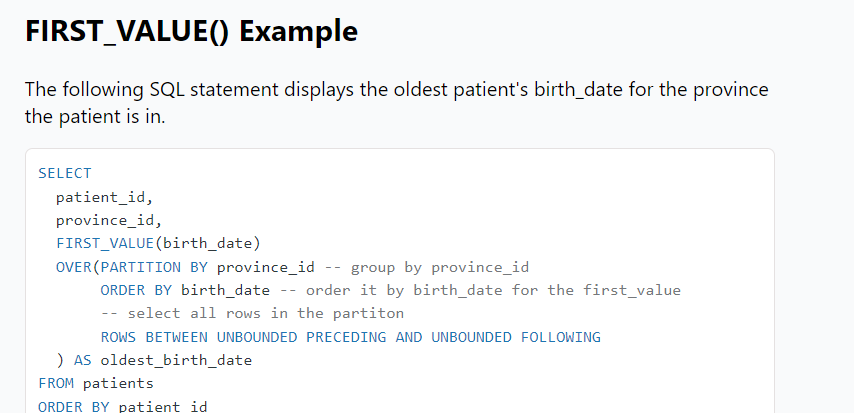 FIRST_VALUE() Example
The following SQL statement displays the oldest patient's birth_date for the province
the patient is in.
SELECT
  patient_id,
  province_id,
  FIRST_VALUE(birth_date)
  OVER(PARTITION BY province_id -- group by province_id
       ORDER BY birth_date -- order it by birth_date for the first_value
       -- select all rows in the partiton
       ROWS BETWEEN UNBOUNDED PRECEDING AND UNBOUNDED FOLLOWING
  ) AS oldest_birth_date
FROM patients
ORDER BY patient_id